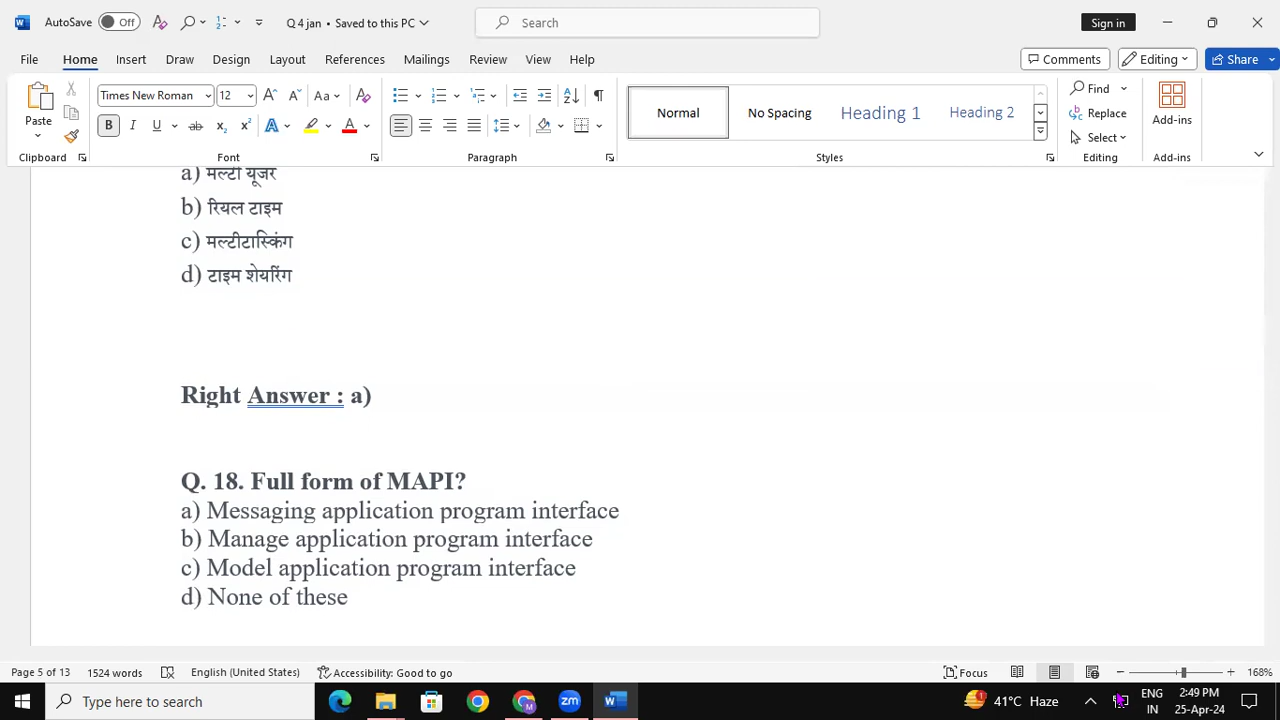 AutoSave Off Q 4 jan • Saved to this PC Search Sign in
File Home Insert Draw Design Layout References Mailings Review View Help Comments Editing Share
Times New Roman 12 Aa Find
Paste Normal No Spacing Heading 1 Heading 2 Replace Add-ins
B I U ab x₂ x² A A Select
Clipboard Font Paragraph Styles Editing Add-ins
a) मल्टी यूजर
b) रियल टाइम
c) मल्टीटास्किंग
d) टाइम शेयरिंग
Right Answer : a)
Q. 18. Full form of MAPI?
a) Messaging application program interface
b) Manage application program interface
c) Model application program interface
d) None of these
Page 5 of 13 1524 words English (United States) Accessibility: Good to go Focus 168%
Type here to search 41°C Haze ENG 2:49 PM
IN 25-Apr-24